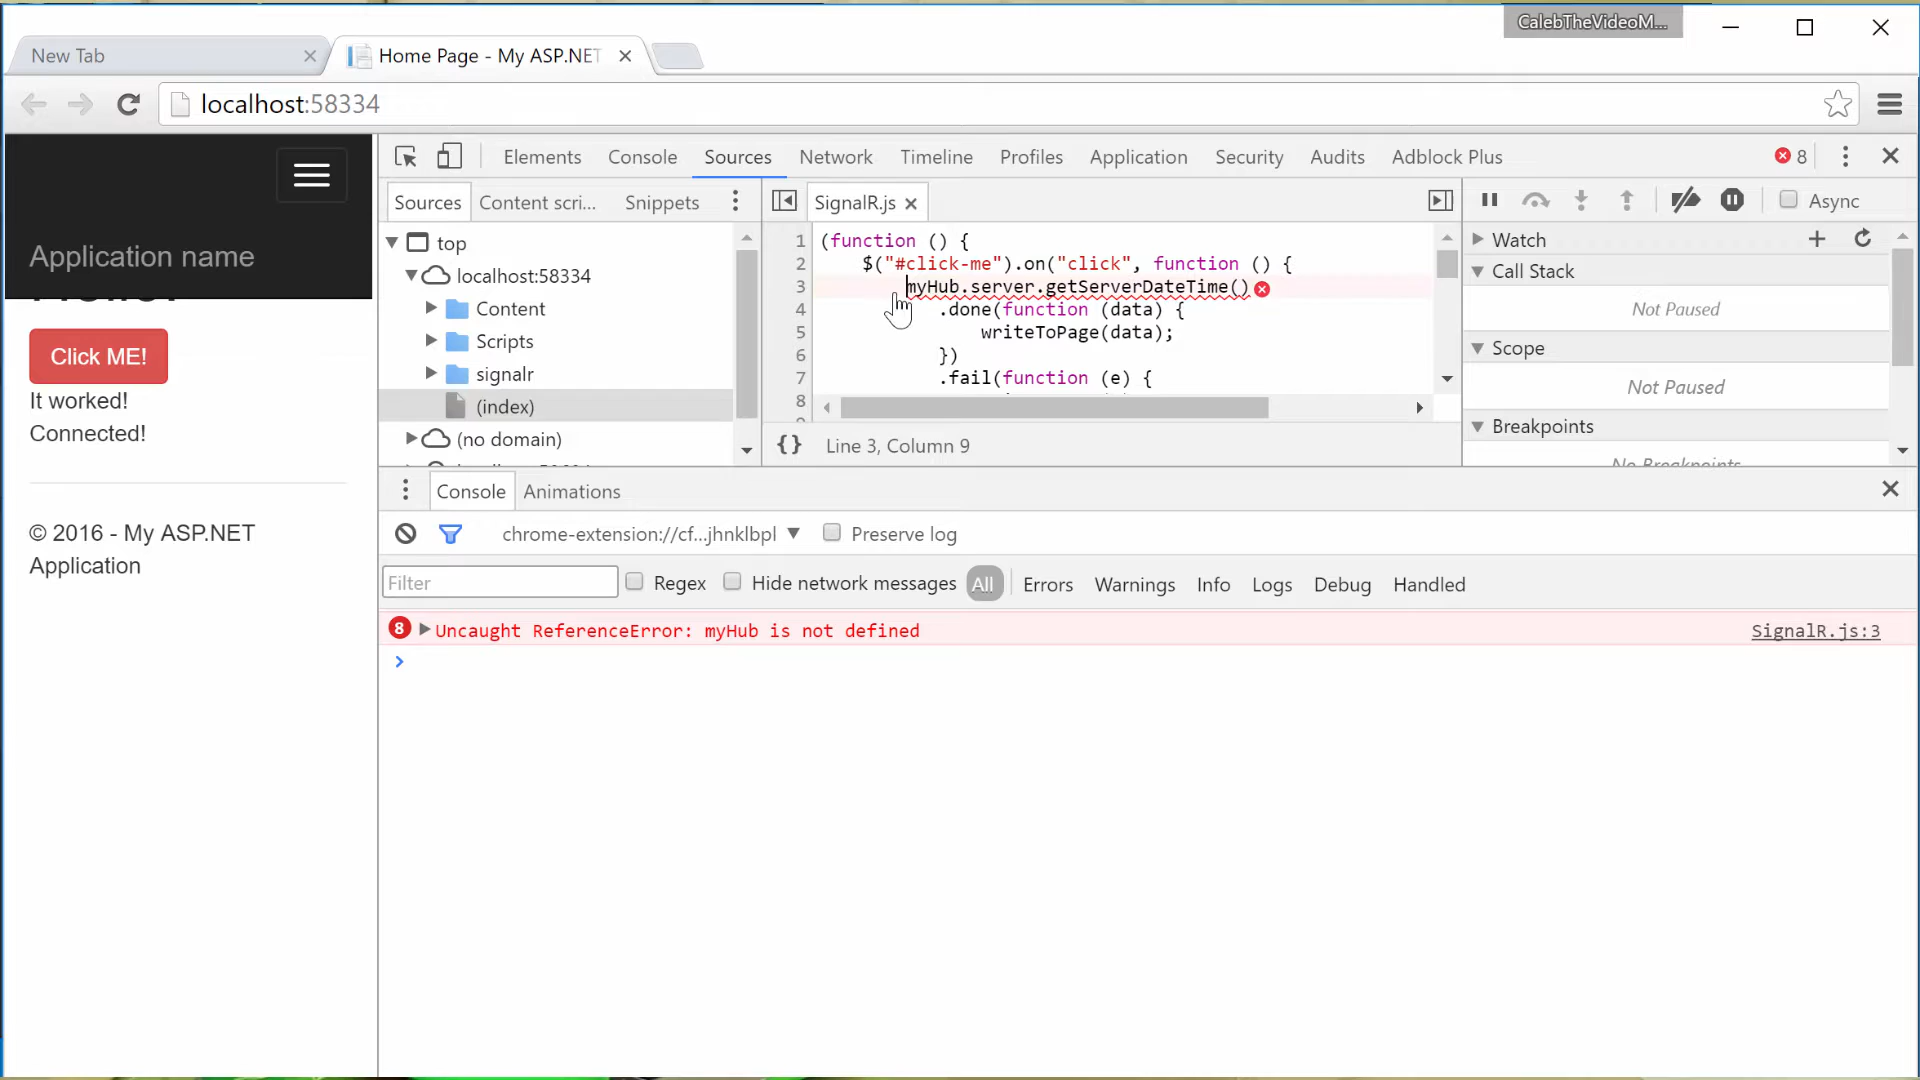 CalebTheVideoM...
New Tab
Home Page - My ASP.NET
localhost:58334
Application name
Click ME!
It worked!
Connected!
© 2016 - My ASP.NET
Application
Elements Console Sources Network Timeline Profiles Application Security Audits Adblock Plus 8
Sources Content scri... Snippets
top
localhost:58334
Content
Scripts
signalr
(index)
(no domain)
SignalR.js
1 (function () {
2 $("#click-me").on("click", function () {
3 myHub.server.getServerDateTime()
4 .done(function (data) {
5 writeToPage(data);
6 })
7 .fail(function (e) {
8
{} Line 3, Column 9
Async
Watch
Call Stack
Not Paused
Scope
Not Paused
Breakpoints
No Breakpoints
Console Animations
chrome-extension://cf...jhnklbpl Preserve log
Filter Regex Hide network messages All Errors Warnings Info Logs Debug Handled
8 Uncaught ReferenceError: myHub is not defined SignalR.js:3